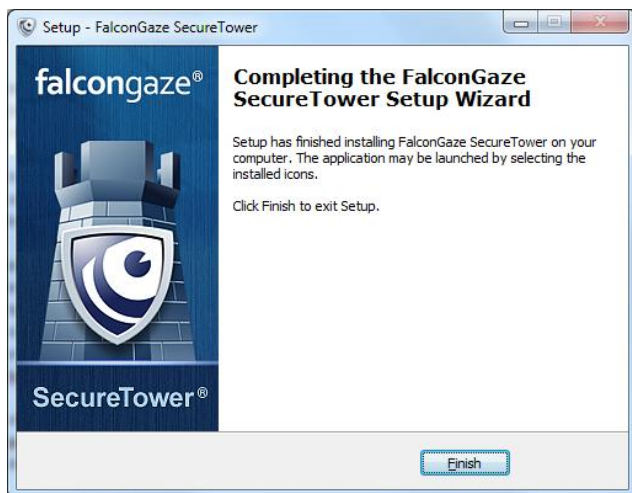 Setup - FalconGaze SecureTower
falcongaze®
Completing the FalconGaze
SecureTower Setup Wizard
Setup has finished installing FalconGaze SecureTower on your
computer. The application may be launched by selecting the
installed icons.
Click Finish to exit Setup.
SecureTower®
Finish